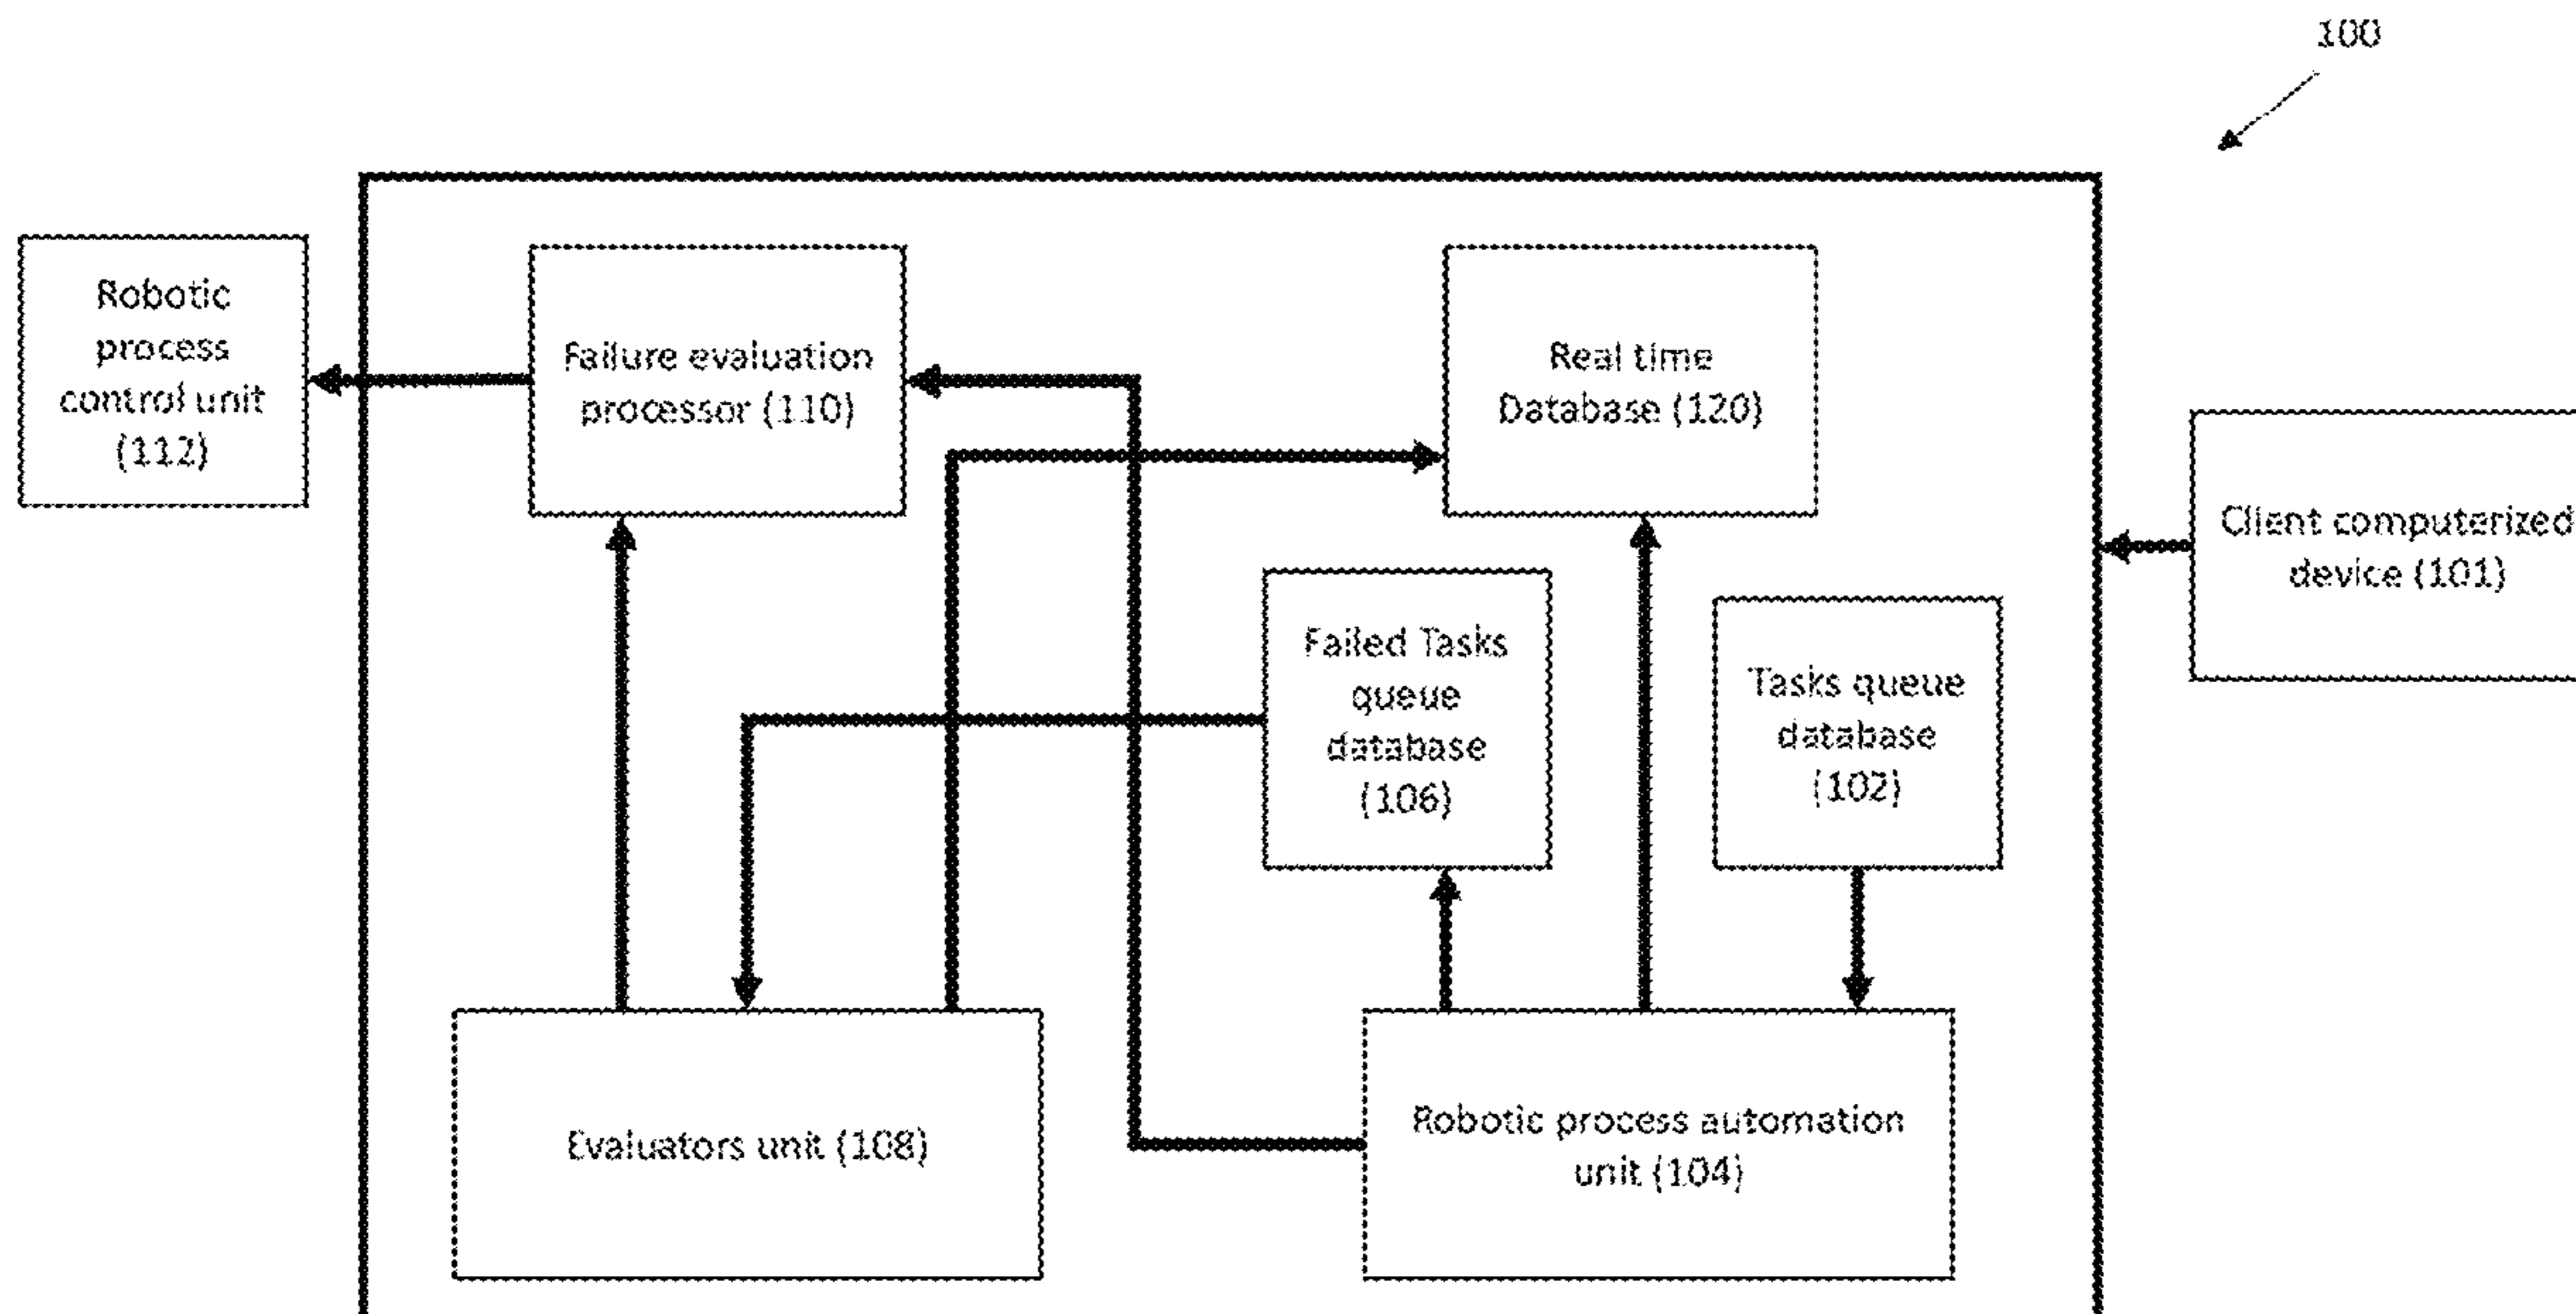 100
Robotic
process
control unit
(112)
Failure evaluation
processor (110)
Real time
Database (120)
Client computerized
device (101)
Failed Tasks
queue
database
(106)
Tasks queue
database
(102)
Evaluators unit (108)
Robotic process automation
unit (104)